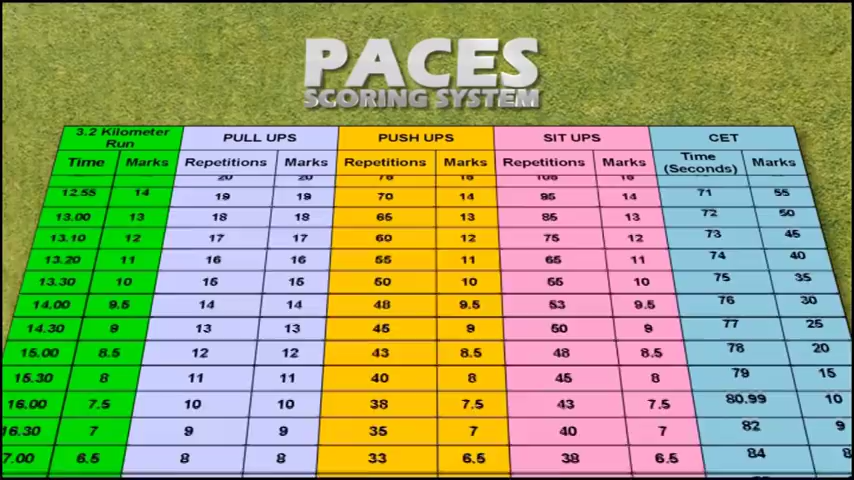 PACES
SCORING SYSTEM
3.2 Kilometer Run PULL UPS PUSH UPS SIT UPS CET
Time Marks Repetitions Marks Repetitions Marks Repetitions Marks Time (Seconds) Marks
12.55 14 19 19 70 14 95 14 71 55
13.00 13 18 18 65 13 85 13 72 50
13.10 12 17 17 60 12 75 12 73 45
13.20 11 16 16 55 11 65 11 74 40
13.30 10 15 15 50 10 55 10 75 35
14.00 9.5 14 14 48 9.5 53 9.5 76 30
14.30 9 13 13 45 9 50 9 77 25
15.00 8.5 12 12 43 8.5 48 8.5 78 20
15.30 8 11 11 40 8 45 8 79 15
16.00 7.5 10 10 38 7.5 43 7.5 80.99 10
16.30 7 9 9 35 7 40 7 82 9
7.00 6.5 8 8 33 6.5 38 6.5 84 8